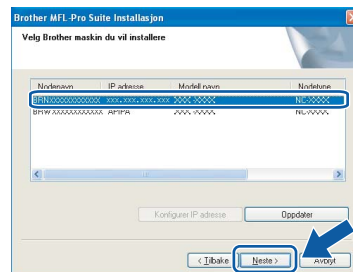 Brother MFL-Pro Suite Installasjon
Velg Brother maskin du vil installere
Nodenavn IP adresse Modell navn Nodetype
BRNXXXXXXXXXXXX XXX.XXX.XXX.XXX XXX-XXXX NC-XXXX
BRWXXXXXXXXXXXX APIPA XXX-XXXX NC-XXXX
Konfigurer IP adresse Oppdater
< Tilbake Neste > Avbryt